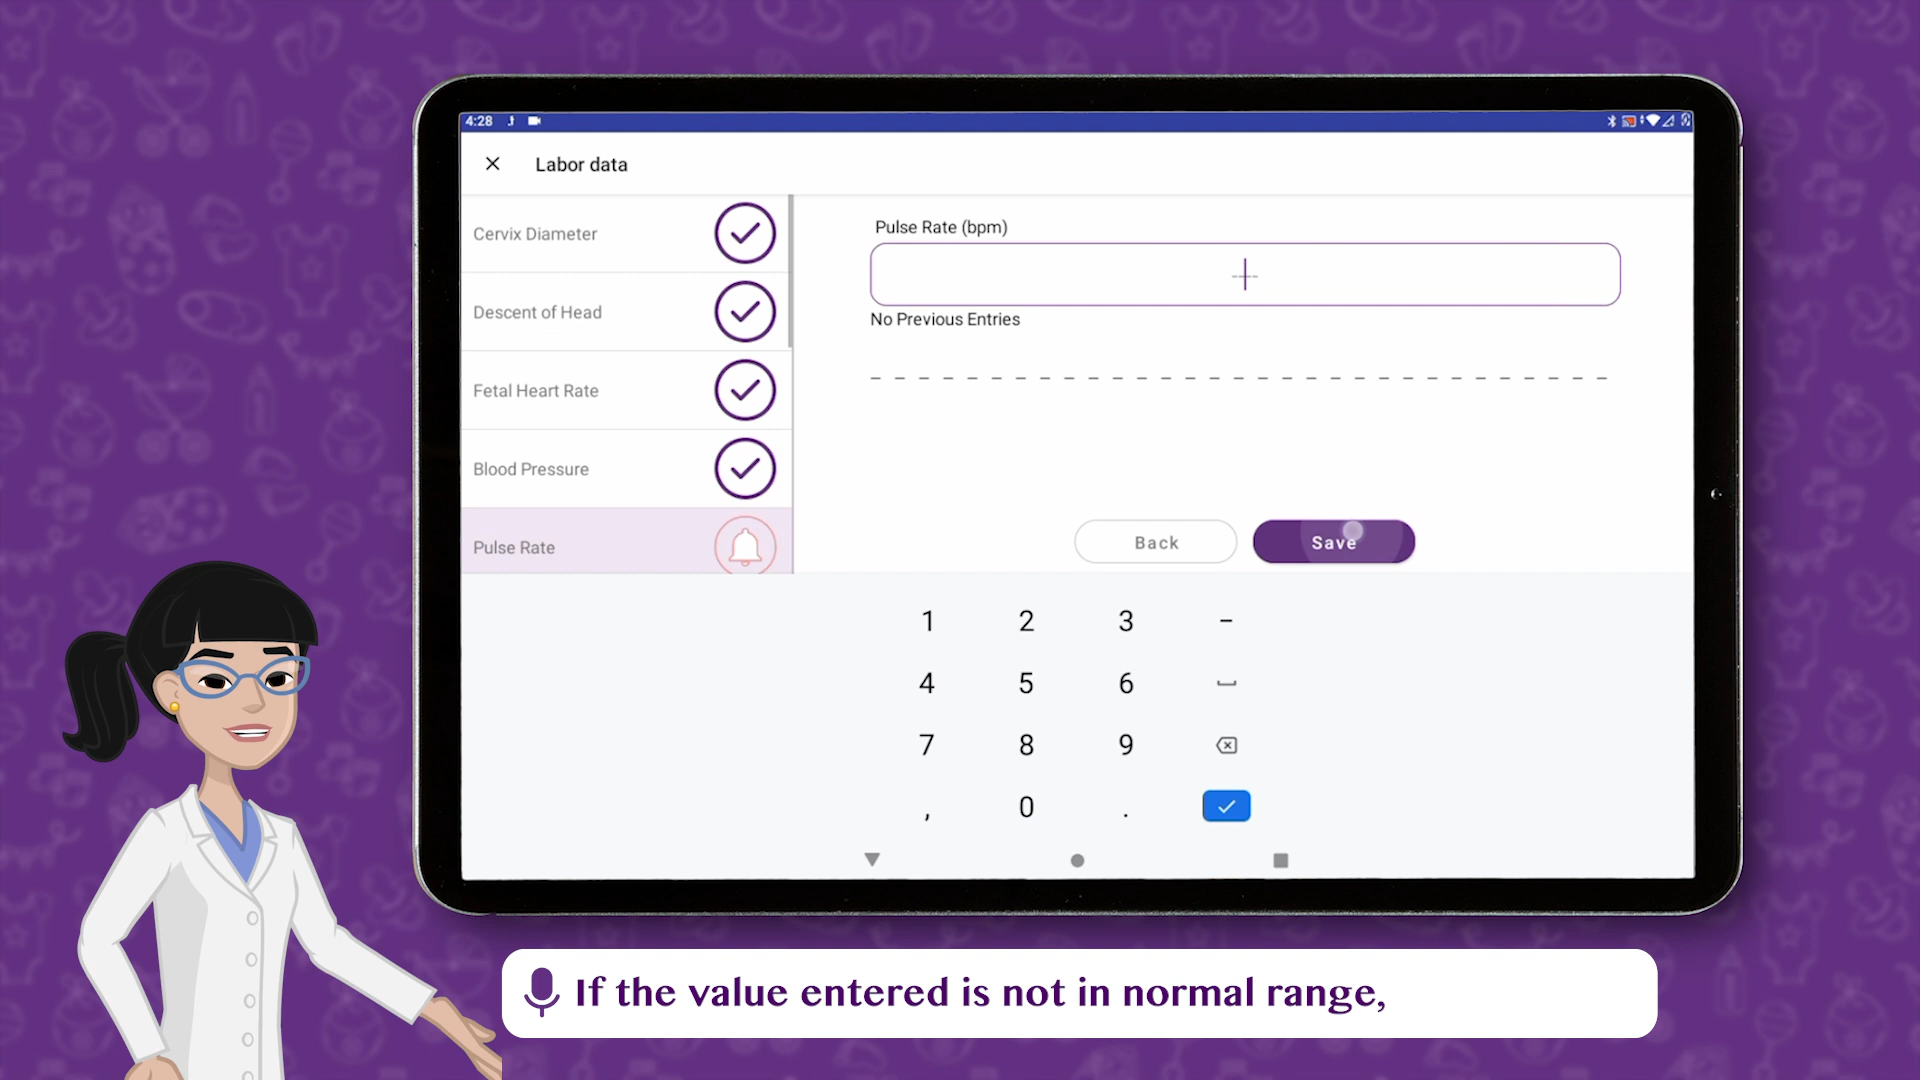 4:28
Labor data
Cervix Diameter
Descent of Head
Fetal Heart Rate
Blood Pressure
Pulse Rate
Pulse Rate (bpm)
No Previous Entries
Back
Save
1 2 3 -
4 5 6
7 8 9
, 0 .
If the value entered is not in normal range,